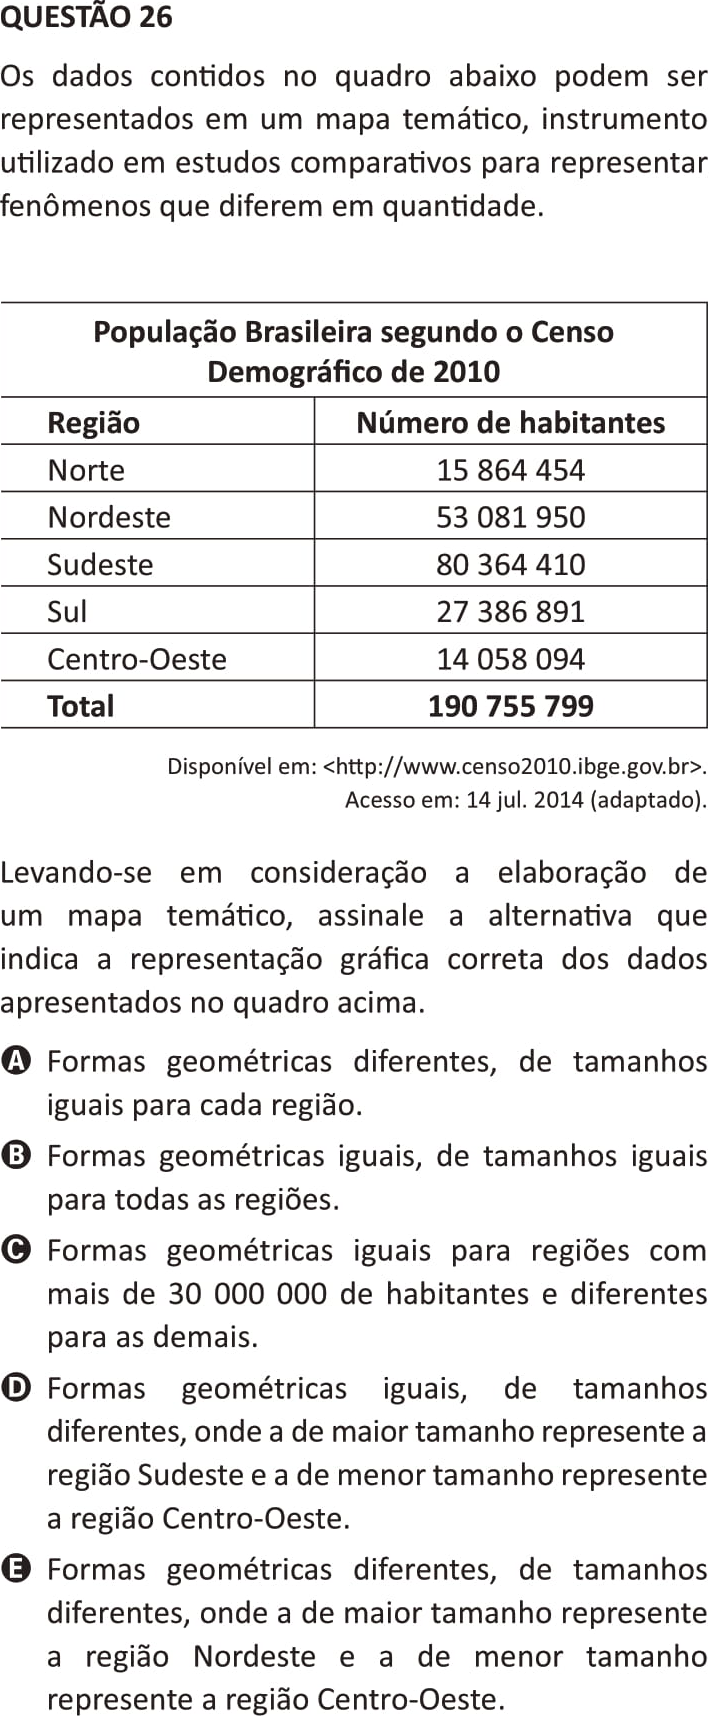 QUESTÃO 26
Os dados contidos no quadro abaixo podem ser
representados em um mapa temático, instrumento
utilizado em estudos comparativos para representar
fenômenos que diferem em quantidade.
População Brasileira segundo o Censo
Demográfico de 2010
Região Número de habitantes
Norte 15 864 454
Nordeste 53 081 950
Sudeste 80 364 410
Sul 27 386 891
Centro-Oeste 14 058 094
Total 190 755 799
Disponível em: <http://www.censo2010.ibge.gov.br>.
Acesso em: 14 jul. 2014 (adaptado).
Levando-se em consideração a elaboração de
um mapa temático, assinale a alternativa que
indica a representação gráfica correta dos dados
apresentados no quadro acima.
A Formas geométricas diferentes, de tamanhos
iguais para cada região.
B Formas geométricas iguais, de tamanhos iguais
para todas as regiões.
C Formas geométricas iguais para regiões com
mais de 30 000 000 de habitantes e diferentes
para as demais.
D Formas geométricas iguais, de tamanhos
diferentes, onde a de maior tamanho represente a
região Sudeste e a de menor tamanho represente
a região Centro-Oeste.
E Formas geométricas diferentes, de tamanhos
diferentes, onde a de maior tamanho represente
a região Nordeste e a de menor tamanho
represente a região Centro-Oeste.